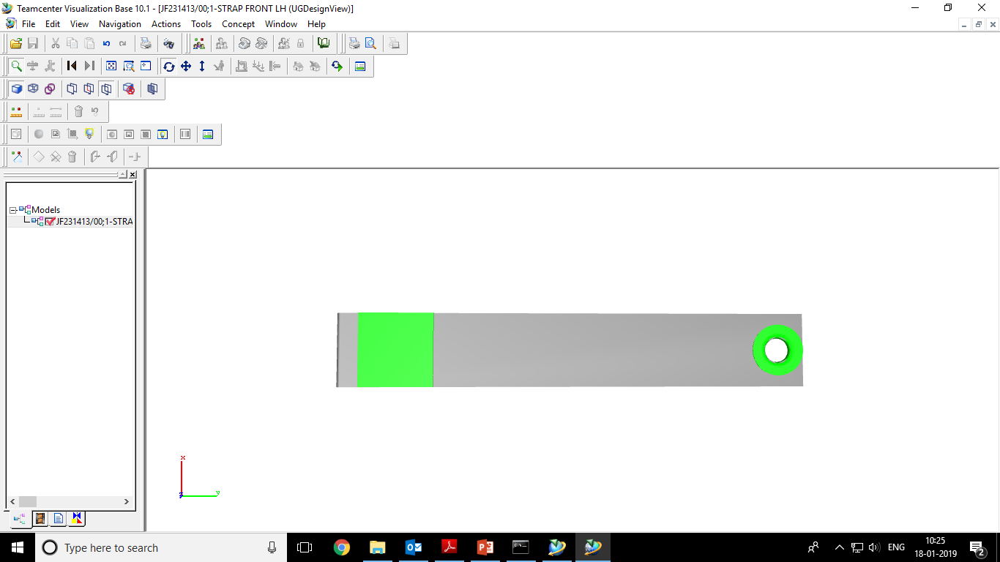 Teamcenter Visualization Base 10.1 - [JF231413/00;1-STRAP FRONT LH (UGDesignView)]
File Edit View Navigation Actions Tools Concept Window Help
Models
JF231413/00;1-STRA
x
y
z
Type here to search
ENG
10:25
18-01-2019
2